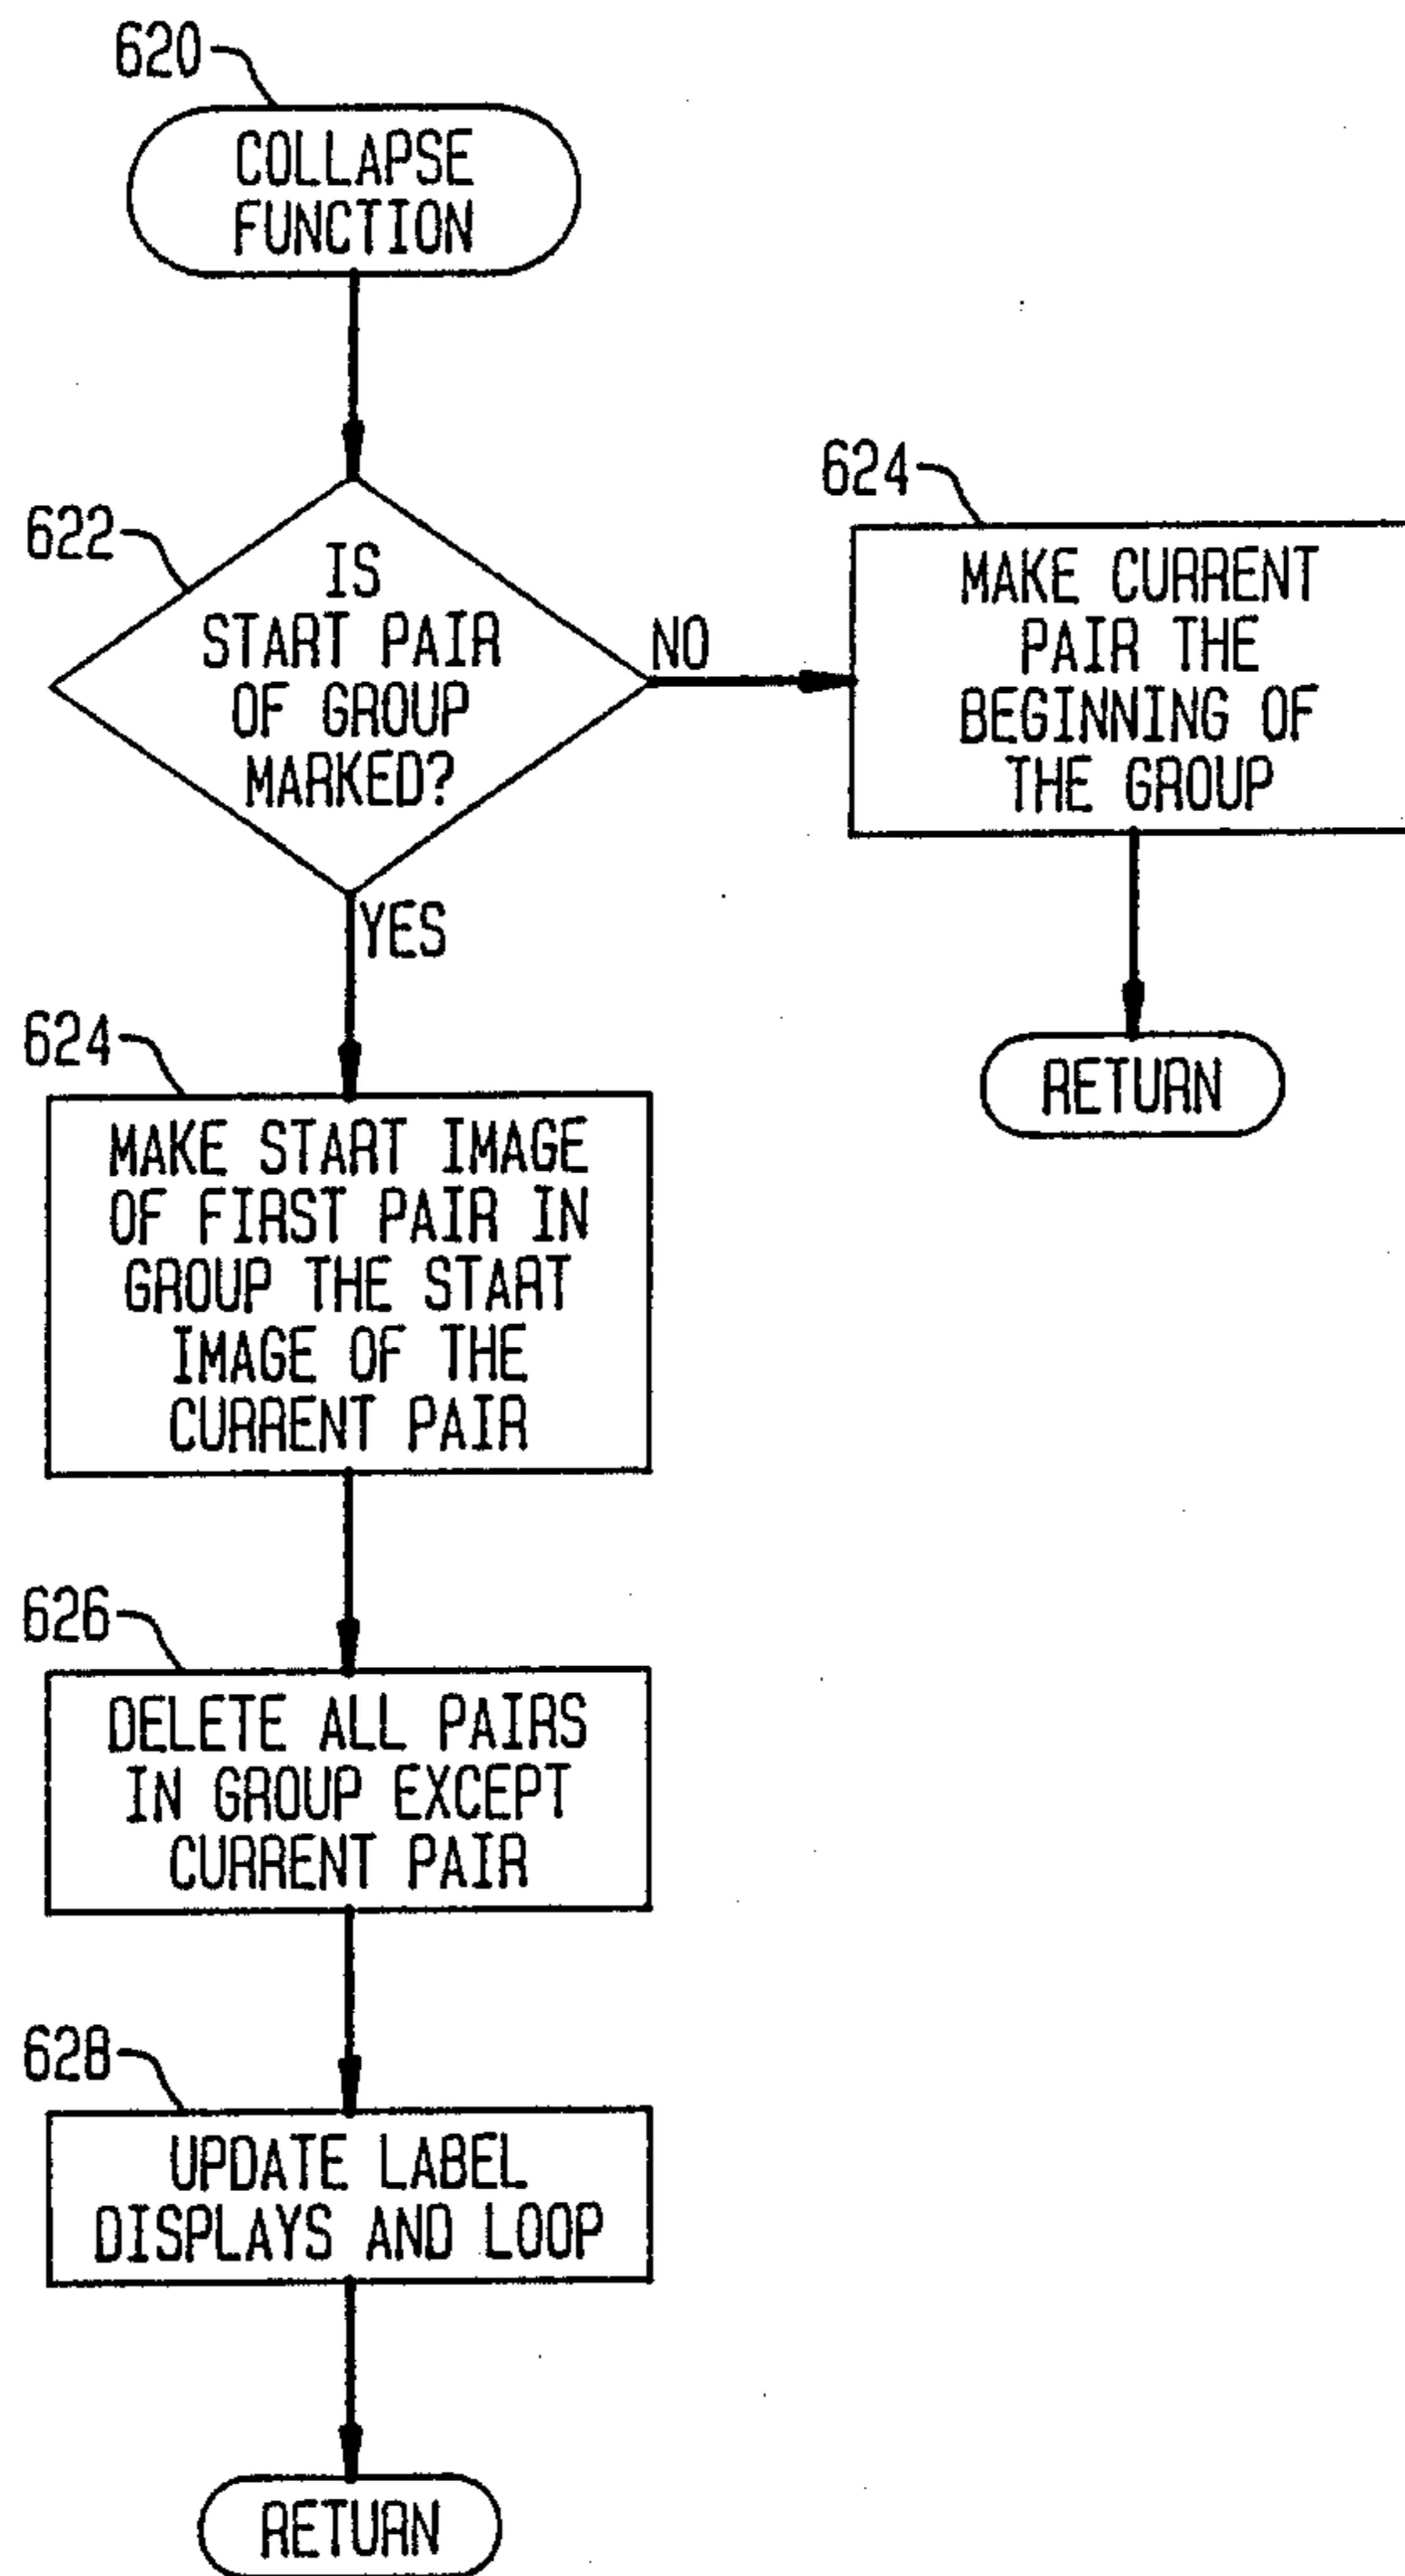 620
COLLAPSE
FUNCTION
622
IS
START PAIR
OF GROUP
MARKED?
NO
624
MAKE CURRENT
PAIR THE
BEGINNING OF
THE GROUP
RETURN
YES
624
MAKE START IMAGE
OF FIRST PAIR IN
GROUP THE START
IMAGE OF THE
CURRENT PAIR
626
DELETE ALL PAIRS
IN GROUP EXCEPT
CURRENT PAIR
628
UPDATE LABEL
DISPLAYS AND LOOP
RETURN